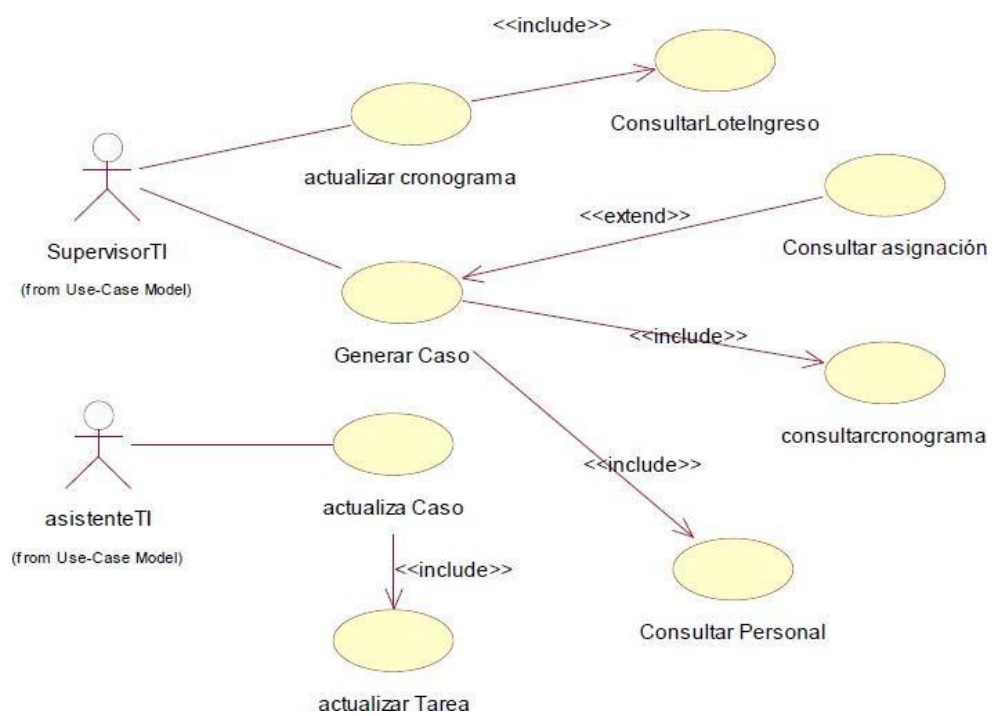 <<include>>
ConsultarLoteIngreso
actualizar cronograma
<<extend>>
Consultar asignación
SupervisorTI
(from Use-Case Model)
Generar Caso
<<include>>
consultarcronograma
<<include>>
actualiza Caso
asistenteTI
(from Use-Case Model)
<<include>>
Consultar Personal
actualizar Tarea